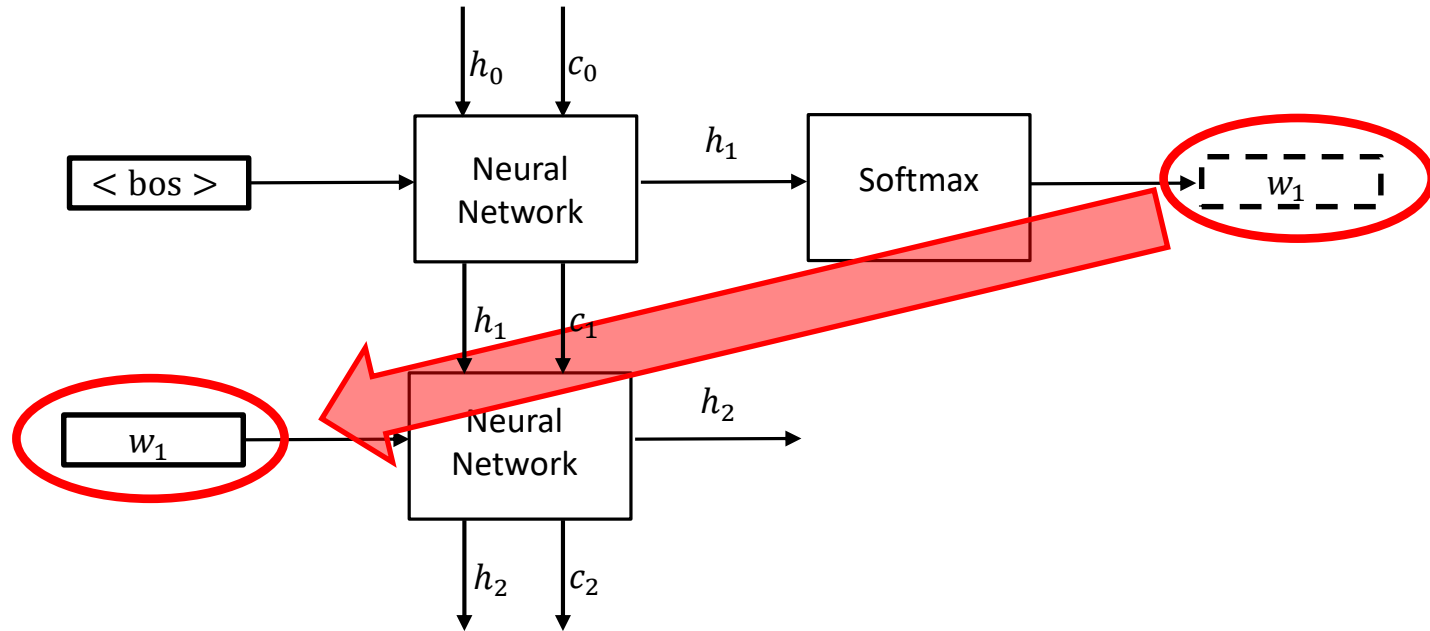 h₀ c₀
< bos >
Neural
Network
h₁
Softmax
w₁
h₁ c₁
w₁
Neural
Network
h₂
h₂ c₂